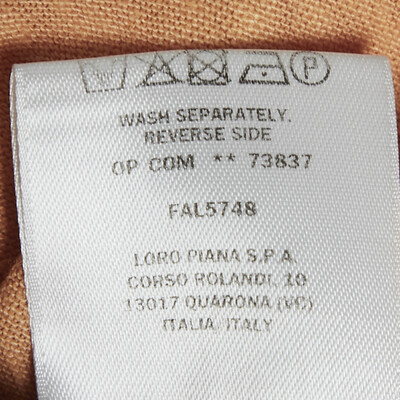 P
WASH SEPARATELY.
REVERSE SIDE
OP COM ** 73837
FAL5748
LORO PIANA S.P.A.
CORSO ROLANDI, 10
13017 QUARONA (VC)
ITALIA, ITALY